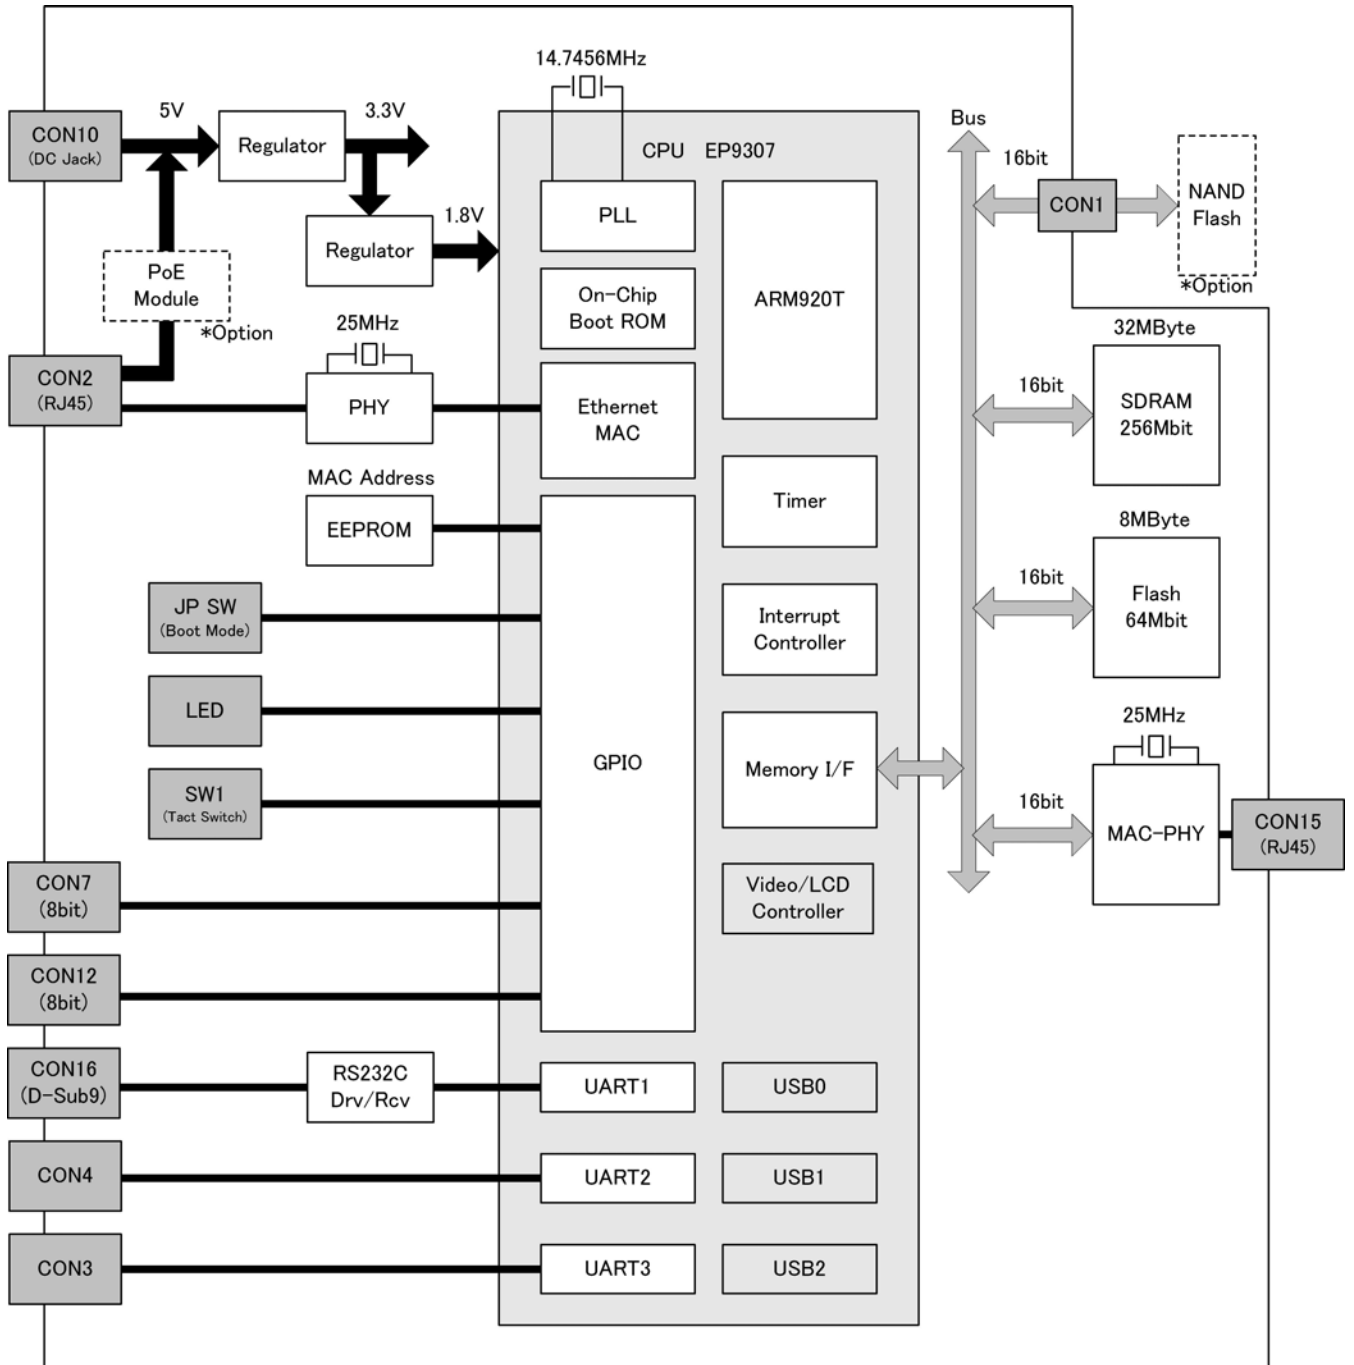 14.7456MHz
CON10
(DC Jack)
5V
Regulator
3.3V
CPU EP9307
Bus
16bit
CON1
NAND
Flash
*Option
PLL
ARM920T
Regulator
1.8V
PoE
Module
*Option
On-Chip
Boot ROM
25MHz
CON2
(RJ45)
PHY
Ethernet
MAC
32MByte
16bit
SDRAM
256Mbit
MAC Address
EEPROM
Timer
8MByte
16bit
Flash
64Mbit
JP SW
(Boot Mode)
Interrupt
Controller
LED
GPIO
Memory I/F
25MHz
SW1
(Tact Switch)
16bit
MAC-PHY
CON15
(RJ45)
CON7
(8bit)
Video/LCD
Controller
CON12
(8bit)
CON16
(D-Sub9)
RS232C
Drv/Rcv
UART1
USB0
CON4
UART2
USB1
CON3
UART3
USB2